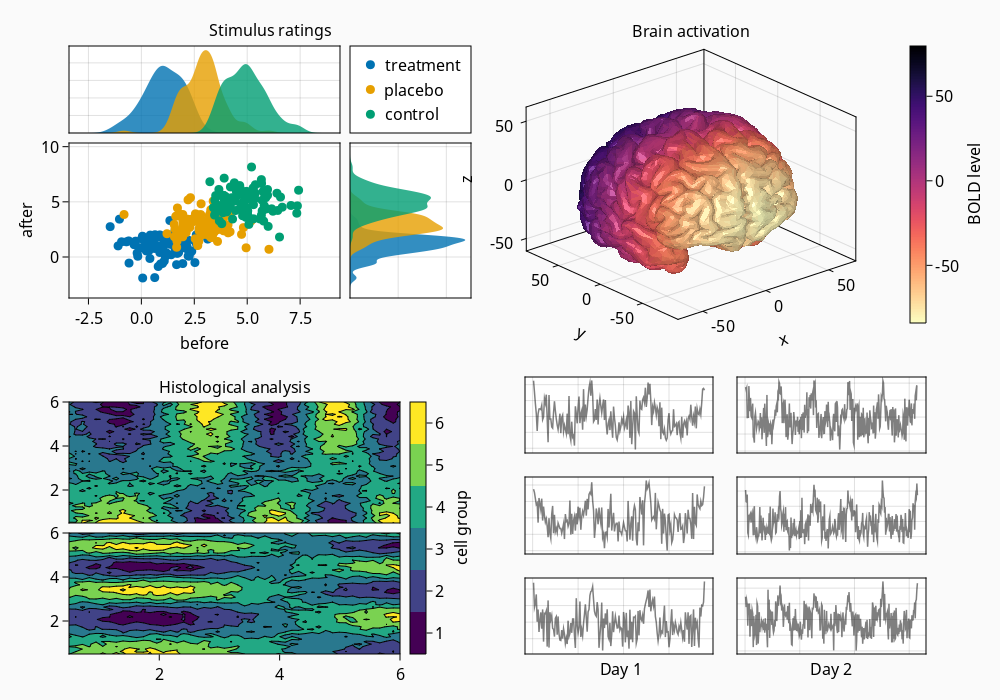 Stimulus ratings
treatment
placebo
control
10
5
0
after
-2.5 0.0 2.5 5.0 7.5
before
Brain activation
50
0
-50
z
50
0
-50
y
-50
0
50
x
50
0
-50
BOLD level
Histological analysis
6
4
2
6
4
2
2 4 6
6
5
4
3
2
1
cell group
Day 1
Day 2